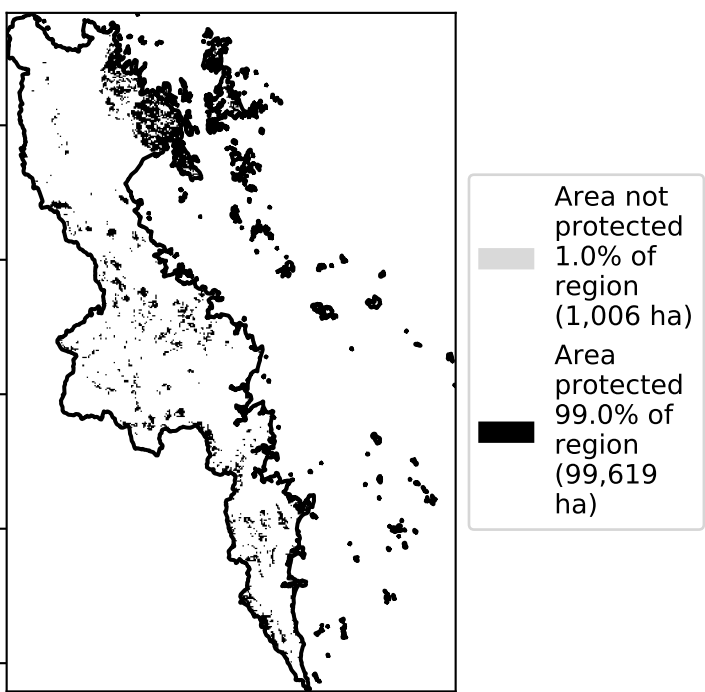 Area not
protected
1.0% of
region
(1,006 ha)
Area
protected
99.0% of
region
(99,619
ha)